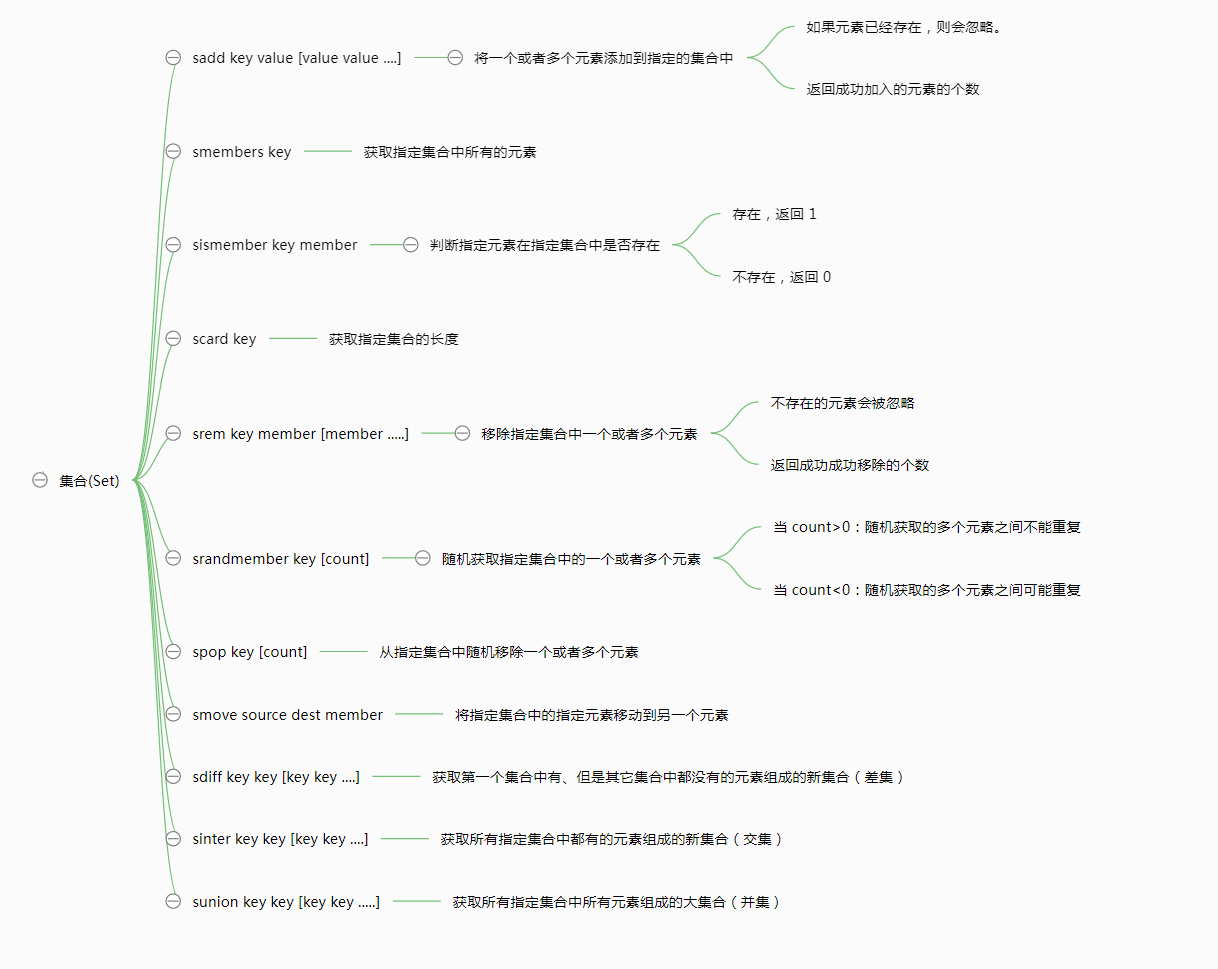 集合(Set)
sadd key value [value value ....]
将一个或者多个元素添加到指定的集合中
如果元素已经存在，则会忽略。
返回成功加入的元素的个数
smembers key
获取指定集合中所有的元素
sismember key member
判断指定元素在指定集合中是否存在
存在，返回 1
不存在，返回 0
scard key
获取指定集合的长度
srem key member [member .....]
移除指定集合中一个或者多个元素
不存在的元素会被忽略
返回成功成功移除的个数
srandmember key [count]
随机获取指定集合中的一个或者多个元素
当 count>0：随机获取的多个元素之间不能重复
当 count<0：随机获取的多个元素之间可能重复
spop key [count]
从指定集合中随机移除一个或者多个元素
smove source dest member
将指定集合中的指定元素移动到另一个元素
sdiff key key [key key ....]
获取第一个集合中有、但是其它集合中都没有的元素组成的新集合（差集）
sinter key key [key key ....]
获取所有指定集合中都有的元素组成的新集合（交集）
sunion key key [key key .....]
获取所有指定集合中所有元素组成的大集合（并集）